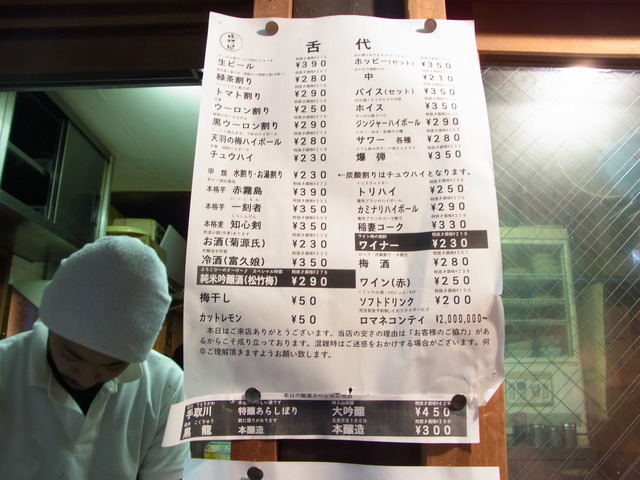 舌代
生ビール ¥390
緑茶割り ¥280
トマト割り ¥290
ウーロン割り ¥250
黒ウーロン割り ¥290
天羽の梅ハイボール ¥280
チュウハイ ¥230
甲類 水割り・お湯割り ¥230
本格芋 赤霧島 ¥390
本格芋 一刻者 ¥350
本格麦 知心剣 ¥350
お酒(菊源氏) ¥230
冷酒(富久娘) ¥350
純米吟醸酒(松竹梅) ¥290
梅干し ¥50
カットレモン ¥50
ホッピー(セット) ¥350
中 ¥210
バイス(セット) ¥350
ホイス ¥350
ジンジャーハイボール ¥290
サワー 各種 ¥280
爆弾 ¥350
←炭酸割りはチュウハイとなります。
トリハイ ¥250
カミナリハイボール ¥290
稲妻コーク ¥330
ワイン味の焼酎
ワイナー ¥230
梅酒 ¥280
ワイン(赤) ¥250
ソフトドリンク ¥200
ロマネコンティ ¥2,000,000~
本日はご来店ありがとうございます。当店の安さの理由は「お客様のご協力」があ
るからこそ成り立っております。混雑時はご迷惑をおかけする場合がございます。何
卒ご理解頂きますようお願い致します。
手取川 特醸あらしぼり 大吟醸 ¥450
黒龍 本醸造 本醸造 ¥300